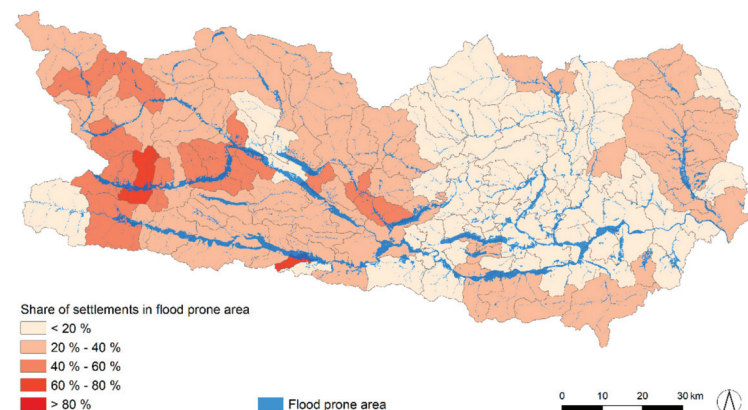 Share of settlements in flood prone area
< 20 %
20 % - 40 %
40 % - 60 %
60 % - 80 %
> 80 %
Flood prone area
0 10 20 30 km